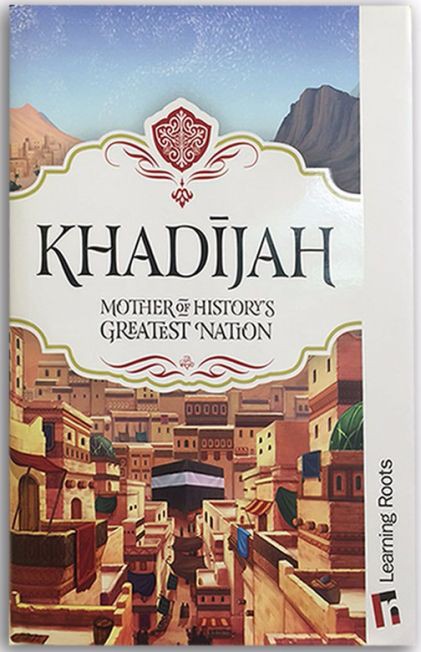 KHADĪJAH
MOTHER OF HISTORY'S
GREATEST NATION
Learning Roots